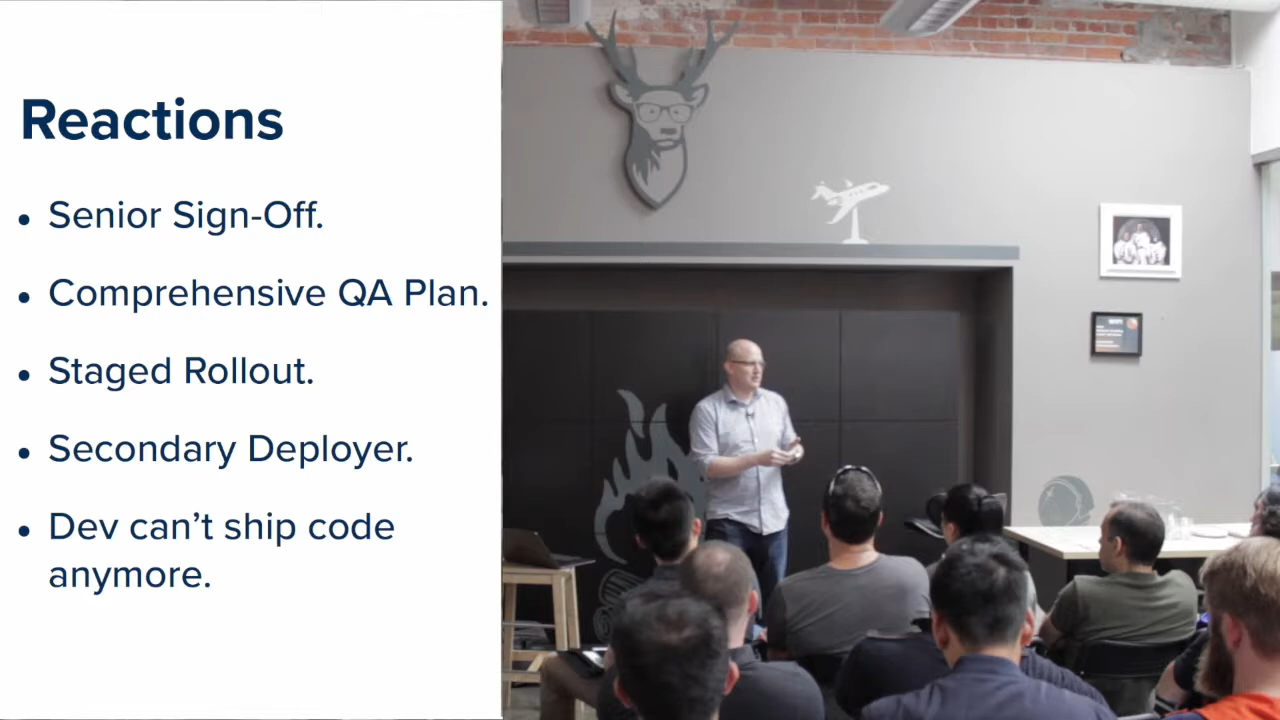 Reactions
• Senior Sign-Off.
• Comprehensive QA Plan.
• Staged Rollout.
• Secondary Deployer.
• Dev can’t ship code
anymore.